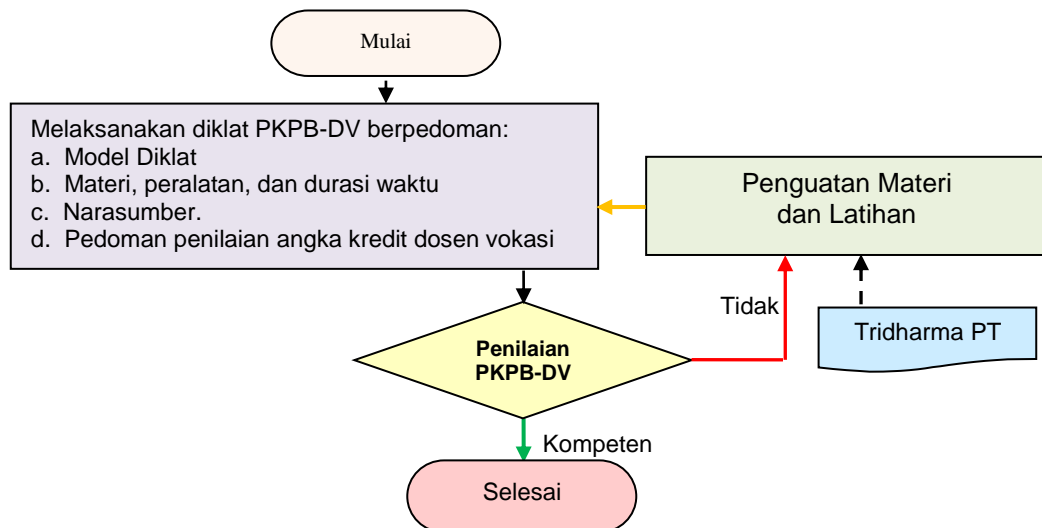 Mulai
Melaksanakan diklat PKPB-DV berpedoman:
a. Model Diklat
b. Materi, peralatan, dan durasi waktu
c. Narasumber.
d. Pedoman penilaian angka kredit dosen vokasi
Penguatan Materi
dan Latihan
Tidak
Tridharma PT
Penilaian
PKPB-DV
Kompeten
Selesai